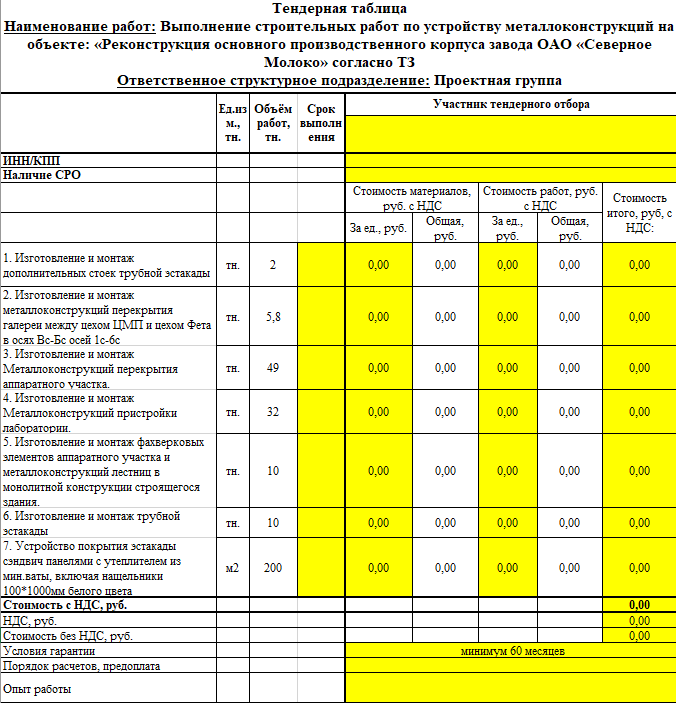 Тендерная таблица
Наименование работ: Выполнение строительных работ по устройству металлоконструкций на
объекте: «Реконструкция основного производственного корпуса завода ОАО «Северное
Молоко» согласно ТЗ
Ответственное структурное подразделение: Проектная группа
Ед.из
м.,
тн.
Объём
работ,
тн.
Срок
выполн
ения
Участник тендерного отбора
ИНН/КПП
Наличие СРО
Стоимость материалов,
руб. с НДС
Стоимость работ, руб.
с НДС
Стоимость
итого, руб, с
НДС:
За ед., руб.
Общая,
руб.
За ед.,
руб.
Общая,
руб.
1. Изготовление и монтаж
дополнительных стоек трубной эстакады
тн. 2 0,00 0,00 0,00 0,00 0,00
2. Изготовление и монтаж
металлоконструкций перекрытия
галереи между цехом ЦМП и цехом Фета
в осях Вс-Бс осей 1с-6с
тн. 5,8 0,00 0,00 0,00 0,00 0,00
3. Изготовление и монтаж
Металлоконструкций перекрытия
аппаратного участка.
тн. 49 0,00 0,00 0,00 0,00 0,00
4. Изготовление и монтаж
Металлоконструкций пристройки
лаборатории.
тн. 32 0,00 0,00 0,00 0,00 0,00
5. Изготовление и монтаж фахверковых
элементов аппаратного участка и
металлоконструкций лестниц в
монолитной конструкции строящегося
здания.
тн. 10 0,00 0,00 0,00 0,00 0,00
6. Изготовление и монтаж трубной
эстакады
тн. 10 0,00 0,00 0,00 0,00 0,00
7. Устройство покрытия эстакады
сэндвич панелями с утеплителем из
мин.ваты, включая нащельники
100*1000мм белого цвета
м2 200 0,00 0,00 0,00 0,00 0,00
Стоимость с НДС, руб. 0,00
НДС, руб. 0,00
Стоимость без НДС, руб. 0,00
Условия гарантии минимум 60 месяцев
Порядок расчетов, предоплата
Опыт работы